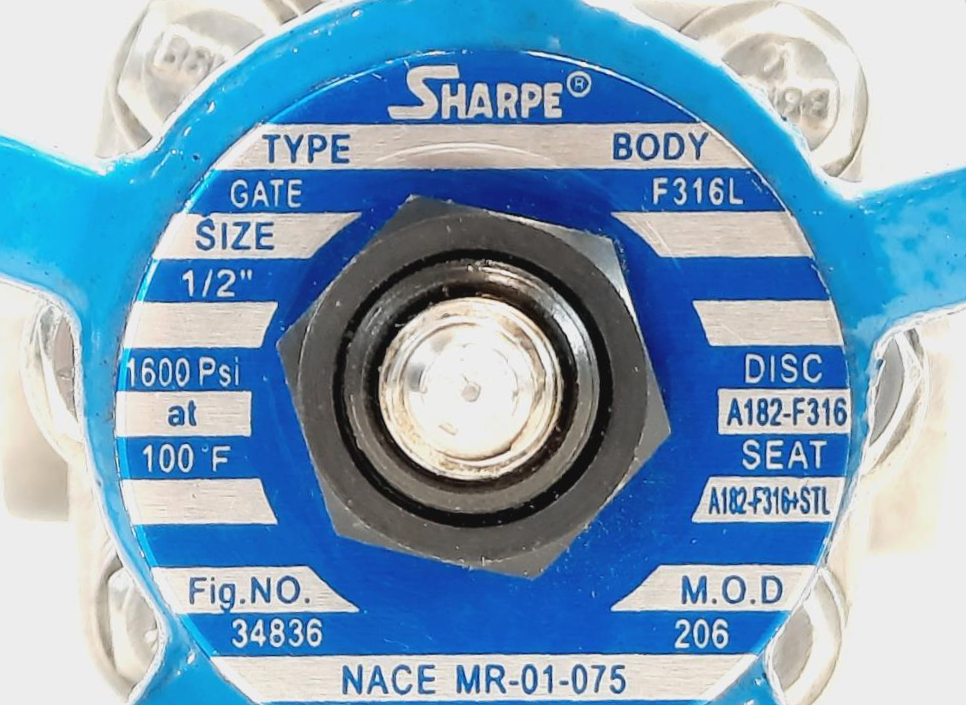 SHARPE®
TYPE BODY
GATE F316L
SIZE
1/2"
1600 Psi
at
100°F
DISC
A182-F316
SEAT
A182-F316+STL
Fig.NO. M.O.D
34836 206
NACE MR-01-075